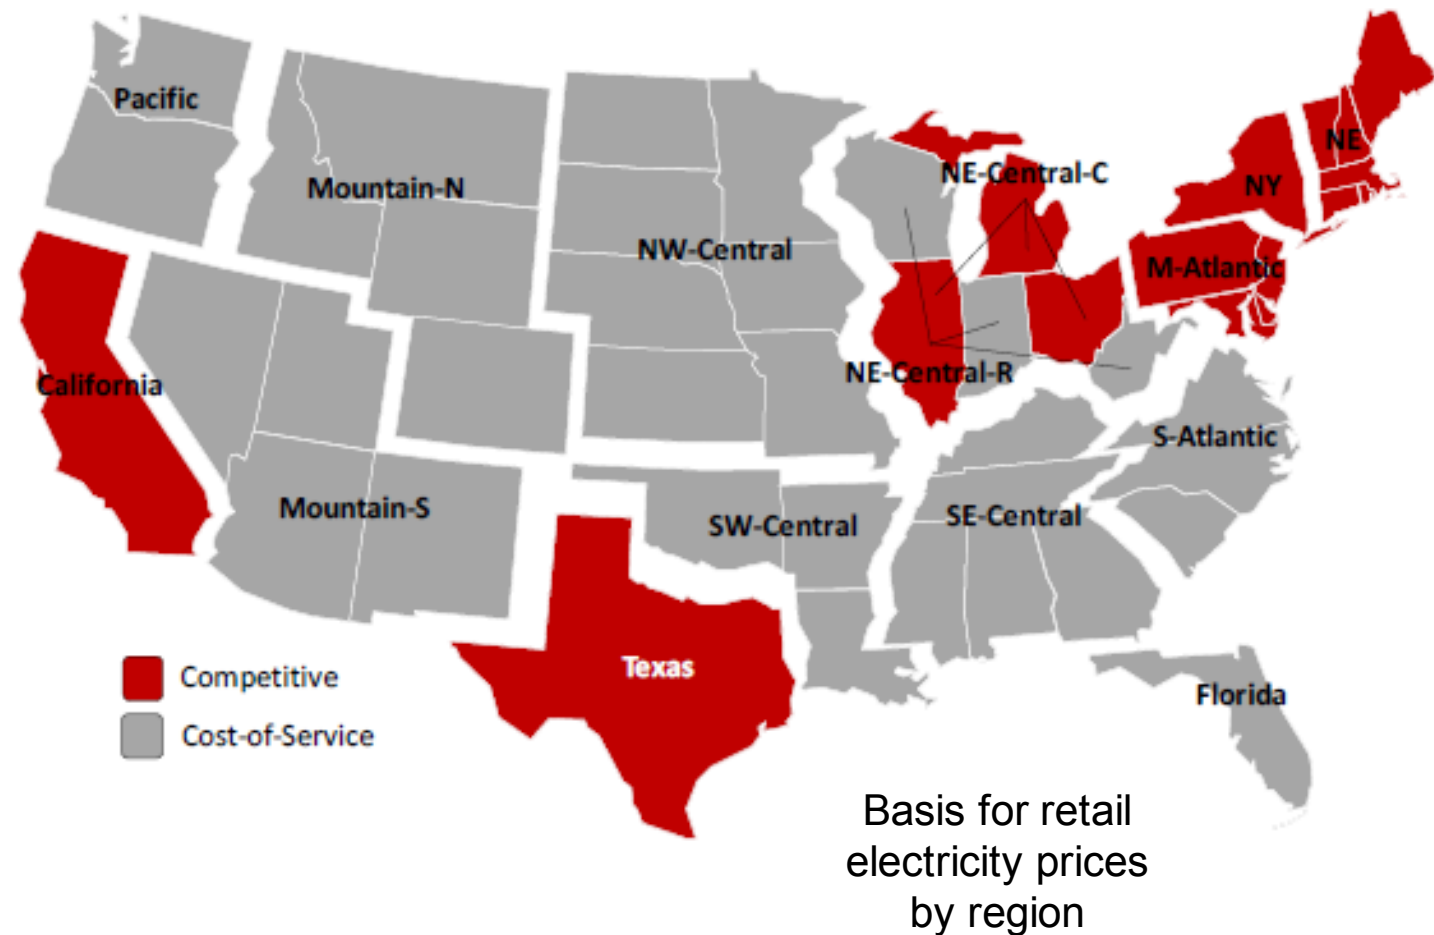 Pacific
NE
NE-Central-C
Mountain-N
NY
NW-Central
M-Atlantic
California
NE-Central-R
S-Atlantic
Mountain-S
SW-Central
SE-Central
Texas
Competitive
Florida
Cost-of-Service
Basis for retail
electricity prices
by region